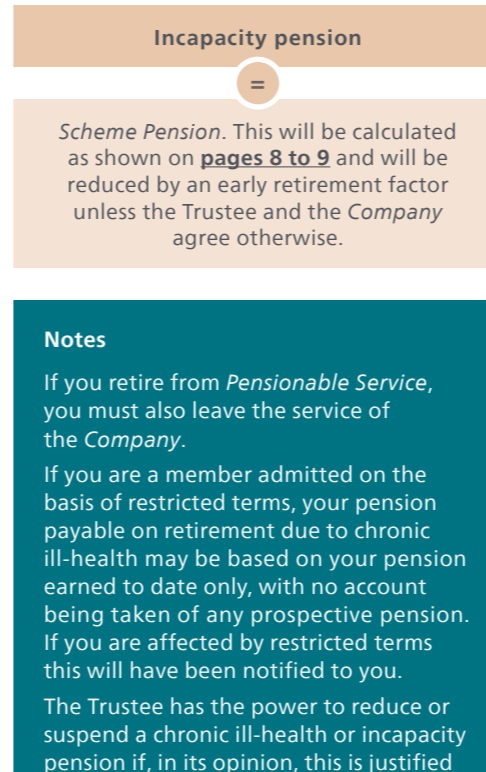 Incapacity pension
=
Scheme Pension. This will be calculated
as shown on pages 8 to 9 and will be
reduced by an early retirement factor
unless the Trustee and the Company
agree otherwise.
Notes
If you retire from Pensionable Service,
you must also leave the service of
the Company.
If you are a member admitted on the
basis of restricted terms, your pension
payable on retirement due to chronic
ill-health may be based on your pension
earned to date only, with no account
being taken of any prospective pension.
If you are affected by restricted terms
this will have been notified to you.
The Trustee has the power to reduce or
suspend a chronic ill-health or incapacity
pension if, in its opinion, this is justified